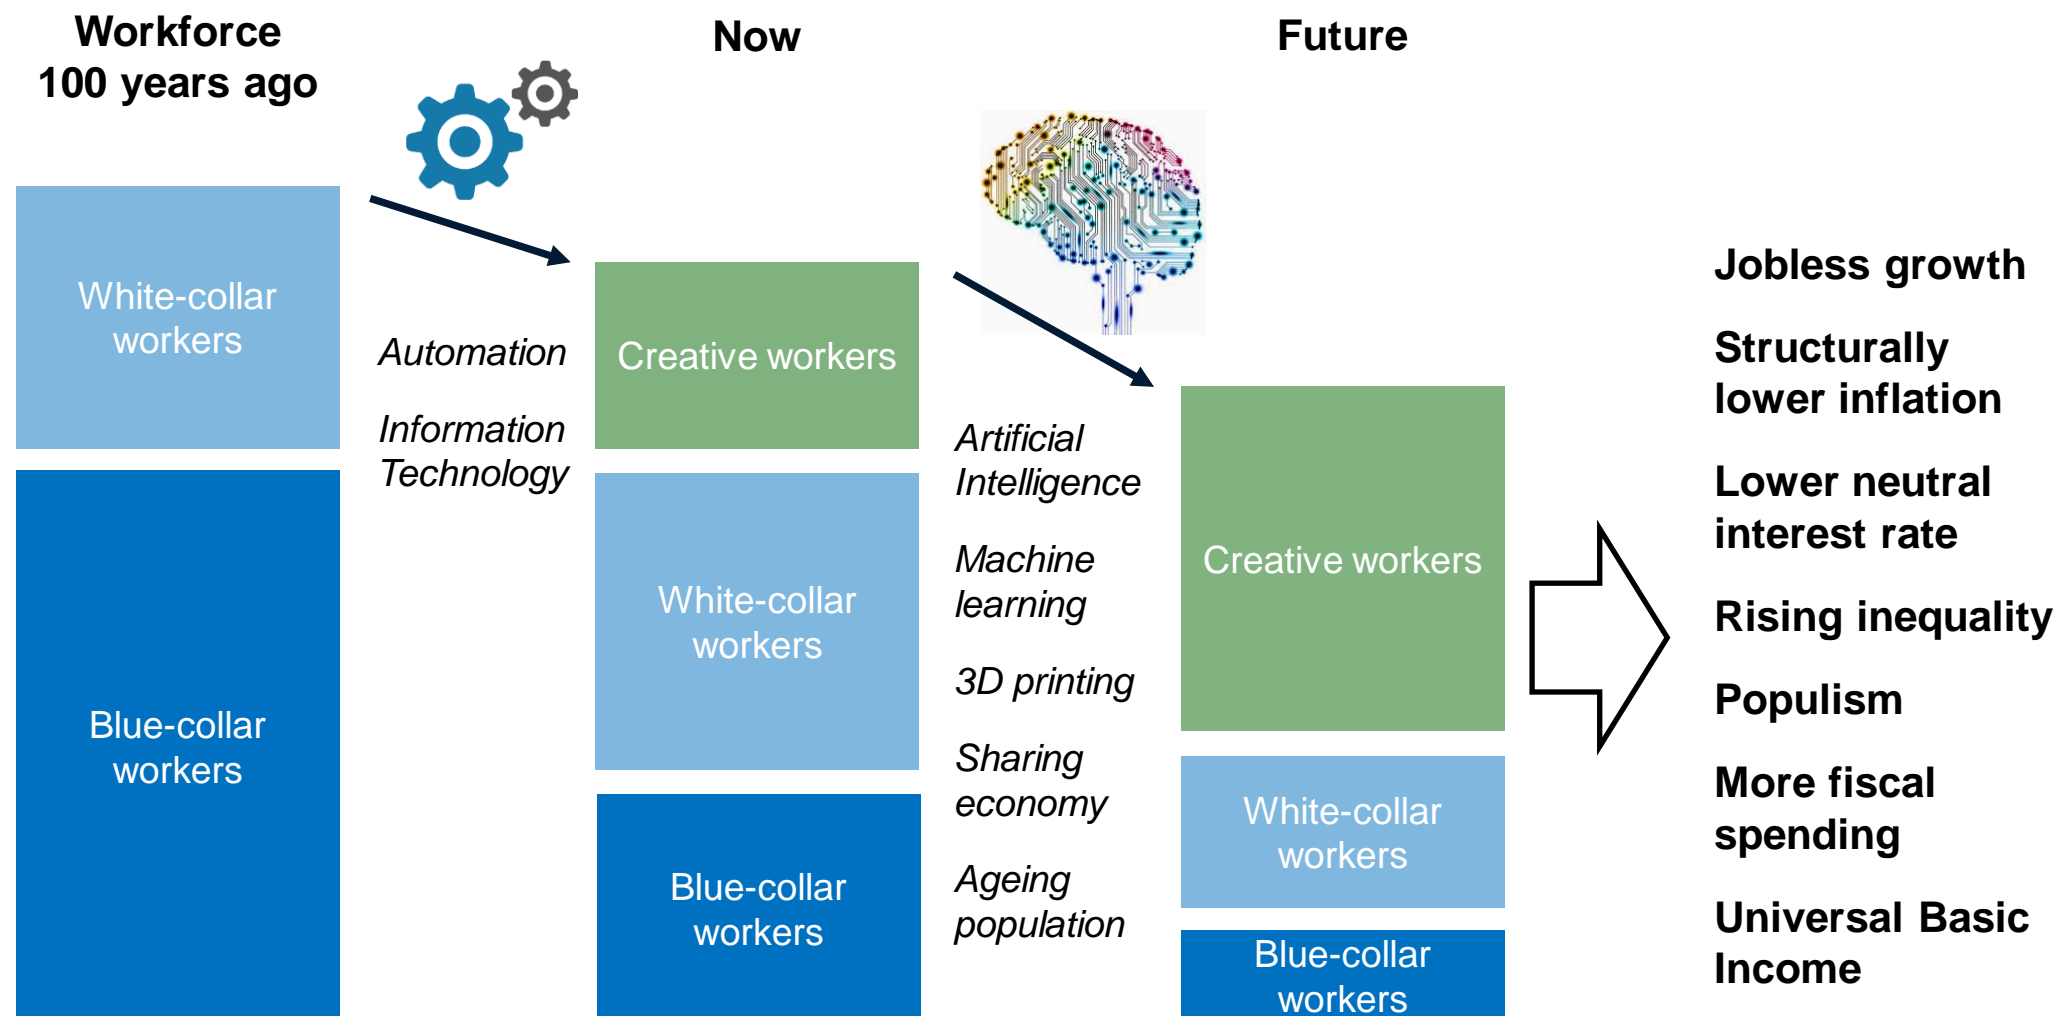 Workforce
100 years ago
White-collar
workers
Blue-collar
workers
Automation
Information
Technology
Now
Creative workers
White-collar
workers
Blue-collar
workers
Artificial
Intelligence
Machine
learning
3D printing
Sharing
economy
Ageing
population
Future
Creative workers
White-collar
workers
Blue-collar
workers
Jobless growth
Structurally
lower inflation
Lower neutral
interest rate
Rising inequality
Populism
More fiscal
spending
Universal Basic
Income